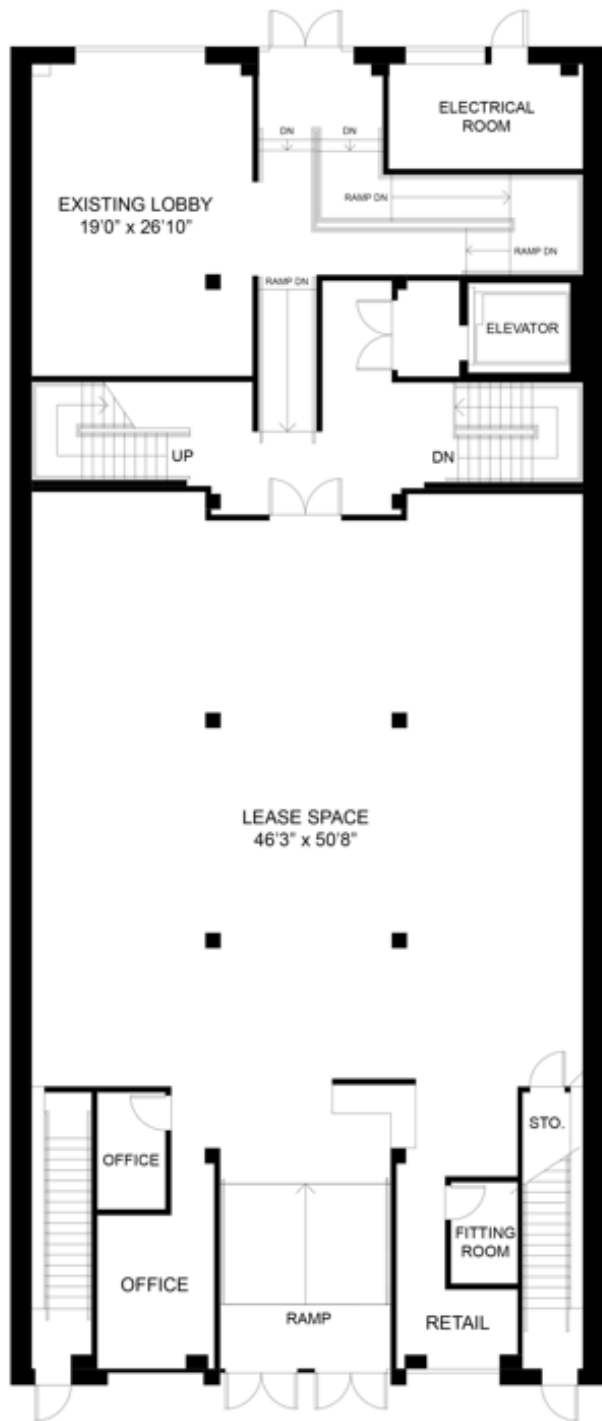 ELECTRICAL
ROOM
DN
DN
EXISTING LOBBY
19'0" x 26'10"
RAMP DN
RAMP DN
RAMP DN
ELEVATOR
UP
DN
LEASE SPACE
46'3" x 50'8"
STO.
OFFICE
FITTING
ROOM
OFFICE
RAMP
RETAIL